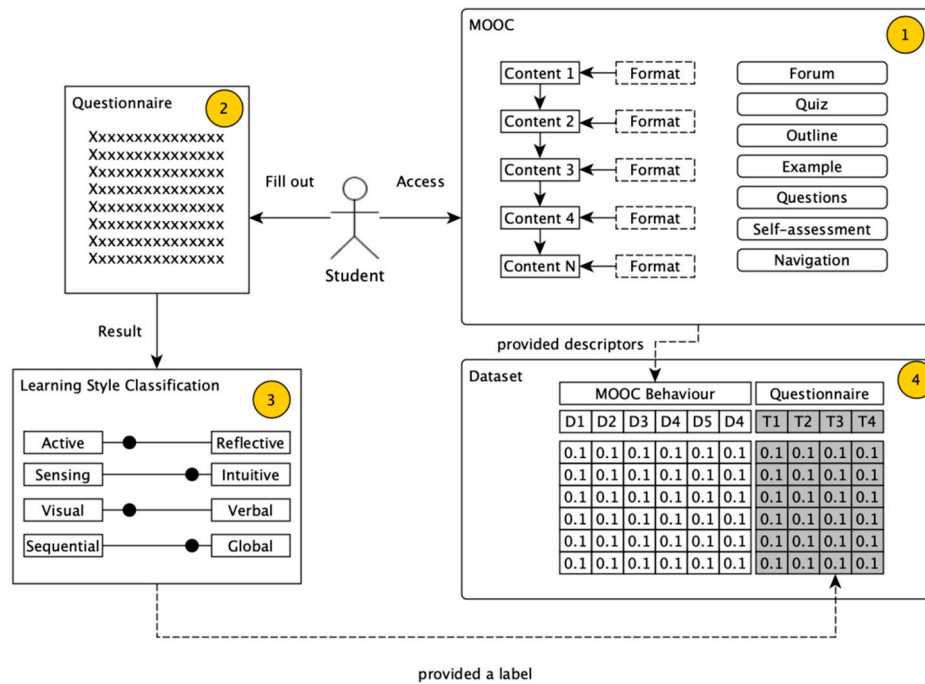 MOOC
1
Content 1
Format
Content 2
Format
Content 3
Format
Content 4
Format
Content N
Format
Forum
Quiz
Outline
Example
Questions
Self-assessment
Navigation
Questionnaire
2
Xxxxxxxxxxxxxxxx
Xxxxxxxxxxxxxxxx
Xxxxxxxxxxxxxxxx
Xxxxxxxxxxxxxxxx
Xxxxxxxxxxxxxxxx
Xxxxxxxxxxxxxxxx
Xxxxxxxxxxxxxxxx
Xxxxxxxxxxxxxxxx
Fill out
Access
Student
Result
provided descriptors
Learning Style Classification
3
Active
Reflective
Sensing
Intuitive
Visual
Verbal
Sequential
Global
Dataset
4
MOOC Behaviour Questionnaire
D1 D2 D3 D4 D5 D4 T1 T2 T3 T4
0.1 0.1 0.1 0.1 0.1 0.1 0.1 0.1 0.1 0.1
0.1 0.1 0.1 0.1 0.1 0.1 0.1 0.1 0.1 0.1
0.1 0.1 0.1 0.1 0.1 0.1 0.1 0.1 0.1 0.1
0.1 0.1 0.1 0.1 0.1 0.1 0.1 0.1 0.1 0.1
0.1 0.1 0.1 0.1 0.1 0.1 0.1 0.1 0.1 0.1
0.1 0.1 0.1 0.1 0.1 0.1 0.1 0.1 0.1 0.1
provided a label